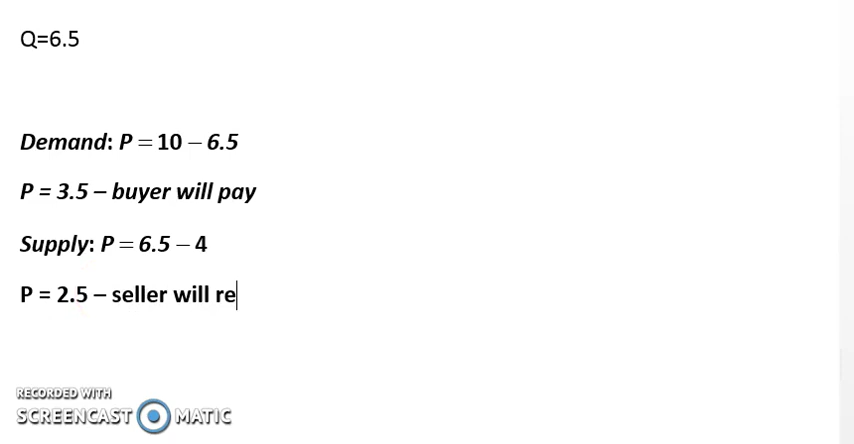 Q=6.5
Demand: P = 10 – 6.5
P = 3.5 – buyer will pay
Supply: P = 6.5 – 4
P = 2.5 – seller will re
RECORDED WITH
SCREENCAST MATIC